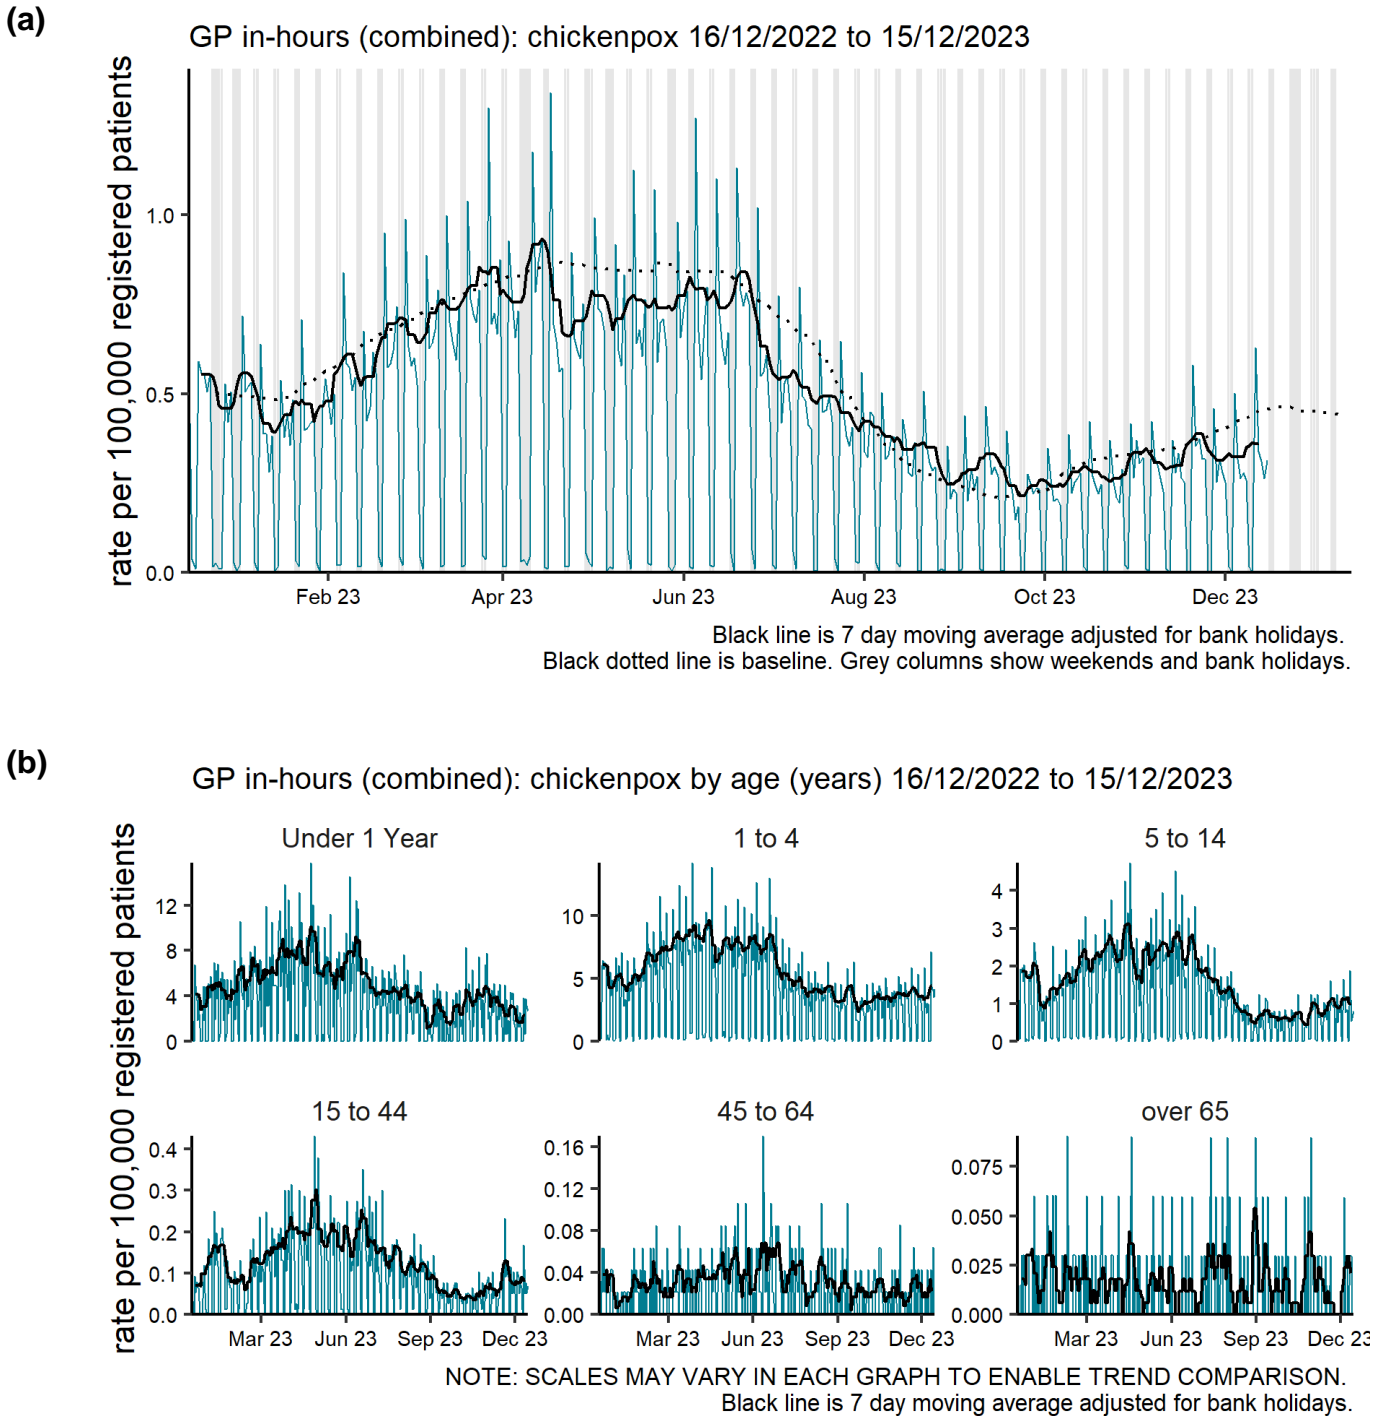 (a)
GP in-hours (combined): chickenpox 16/12/2022 to 15/12/2023
rate per 100,000 registered patients
1.0
0.5
0.0
Feb 23 Apr 23 Jun 23 Aug 23 Oct 23 Dec 23
Black line is 7 day moving average adjusted for bank holidays.
Black dotted line is baseline. Grey columns show weekends and bank holidays.
(b)
GP in-hours (combined): chickenpox by age (years) 16/12/2022 to 15/12/2023
rate per 100,000 registered patients
Under 1 Year
12
8
4
0
1 to 4
10
5
0
5 to 14
4
3
2
1
0
15 to 44
0.4
0.3
0.2
0.1
0.0
Mar 23 Jun 23 Sep 23 Dec 23
45 to 64
0.16
0.12
0.08
0.04
0.00
Mar 23 Jun 23 Sep 23 Dec 23
over 65
0.075
0.050
0.025
0.000
Mar 23 Jun 23 Sep 23 Dec 23
NOTE: SCALES MAY VARY IN EACH GRAPH TO ENABLE TREND COMPARISON.
Black line is 7 day moving average adjusted for bank holidays.